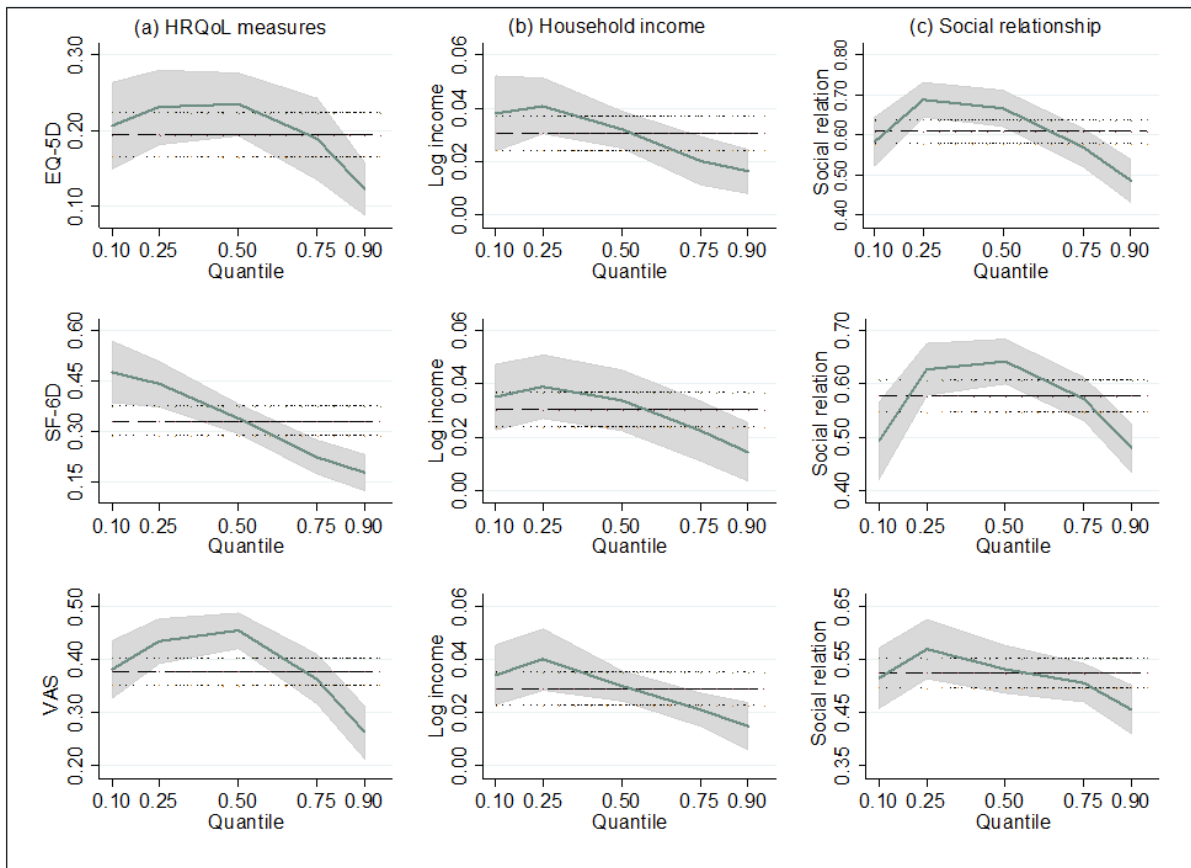 (a) HRQoL measures
(b) Household income
(c) Social relationship
EQ-5D
0.10 0.20 0.30
0.10 0.25 0.50 0.75 0.90
Quantile
Log income
0.00 0.02 0.04 0.06
0.10 0.25 0.50 0.75 0.90
Quantile
Social relation
0.40 0.50 0.60 0.70 0.80
0.10 0.25 0.50 0.75 0.90
Quantile
SF-6D
0.15 0.30 0.45 0.60
0.10 0.25 0.50 0.75 0.90
Quantile
Log income
0.00 0.02 0.04 0.06
0.10 0.25 0.50 0.75 0.90
Quantile
Social relation
0.40 0.50 0.60 0.70
0.10 0.25 0.50 0.75 0.90
Quantile
VAS
0.20 0.30 0.40 0.50
0.10 0.25 0.50 0.75 0.90
Quantile
Log income
0.00 0.02 0.04 0.06
0.10 0.25 0.50 0.75 0.90
Quantile
Social relation
0.35 0.45 0.55 0.65
0.10 0.25 0.50 0.75 0.90
Quantile